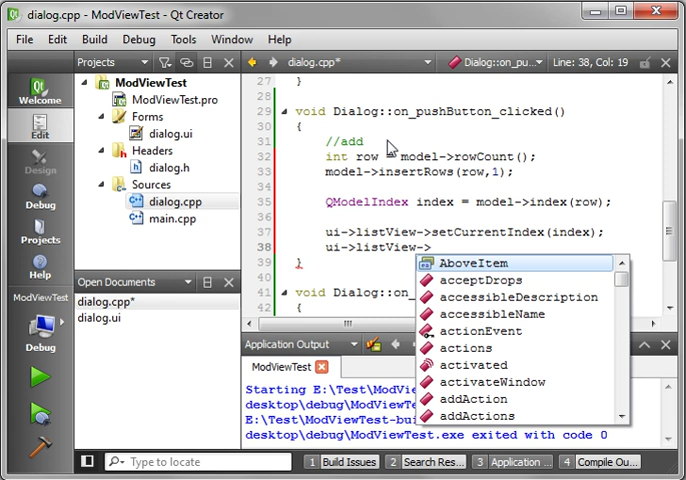 dialog.cpp* - ModViewTest - Qt Creator
File Edit Build Debug Tools Window Help
Projects
dialog.cpp*
Dialog::on_pu...
Line: 38, Col: 19
Welcome
Edit
Design
Debug
Projects
Help
ModViewTest
Debug
ModViewTest
ModViewTest.pro
Forms
dialog.ui
Headers
dialog.h
Sources
dialog.cpp
main.cpp
Open Documents
dialog.cpp*
dialog.ui
27 }
28
29 void Dialog::on_pushButton_clicked()
30 {
31 //add
32 int row = model->rowCount();
33 model->insertRows(row,1);
34
35 QModelIndex index = model->index(row);
36
37 ui->listView->setCurrentIndex(index);
38 ui->listView->
39 }
40
41 void Dialog::on_
42 {
AboveItem
acceptDrops
accessibleDescription
accessibleName
actionEvent
actions
activated
activateWindow
addAction
addActions
Application Output
ModViewTest
Starting E:\Test\ModVi
desktop\debug\ModViewTe
E:\Test\ModViewTest-bui
desktop\debug\ModViewTest.exe exited with code 0
Type to locate
1 Build Issues
2 Search Res...
3 Application ...
4 Compile Ou...